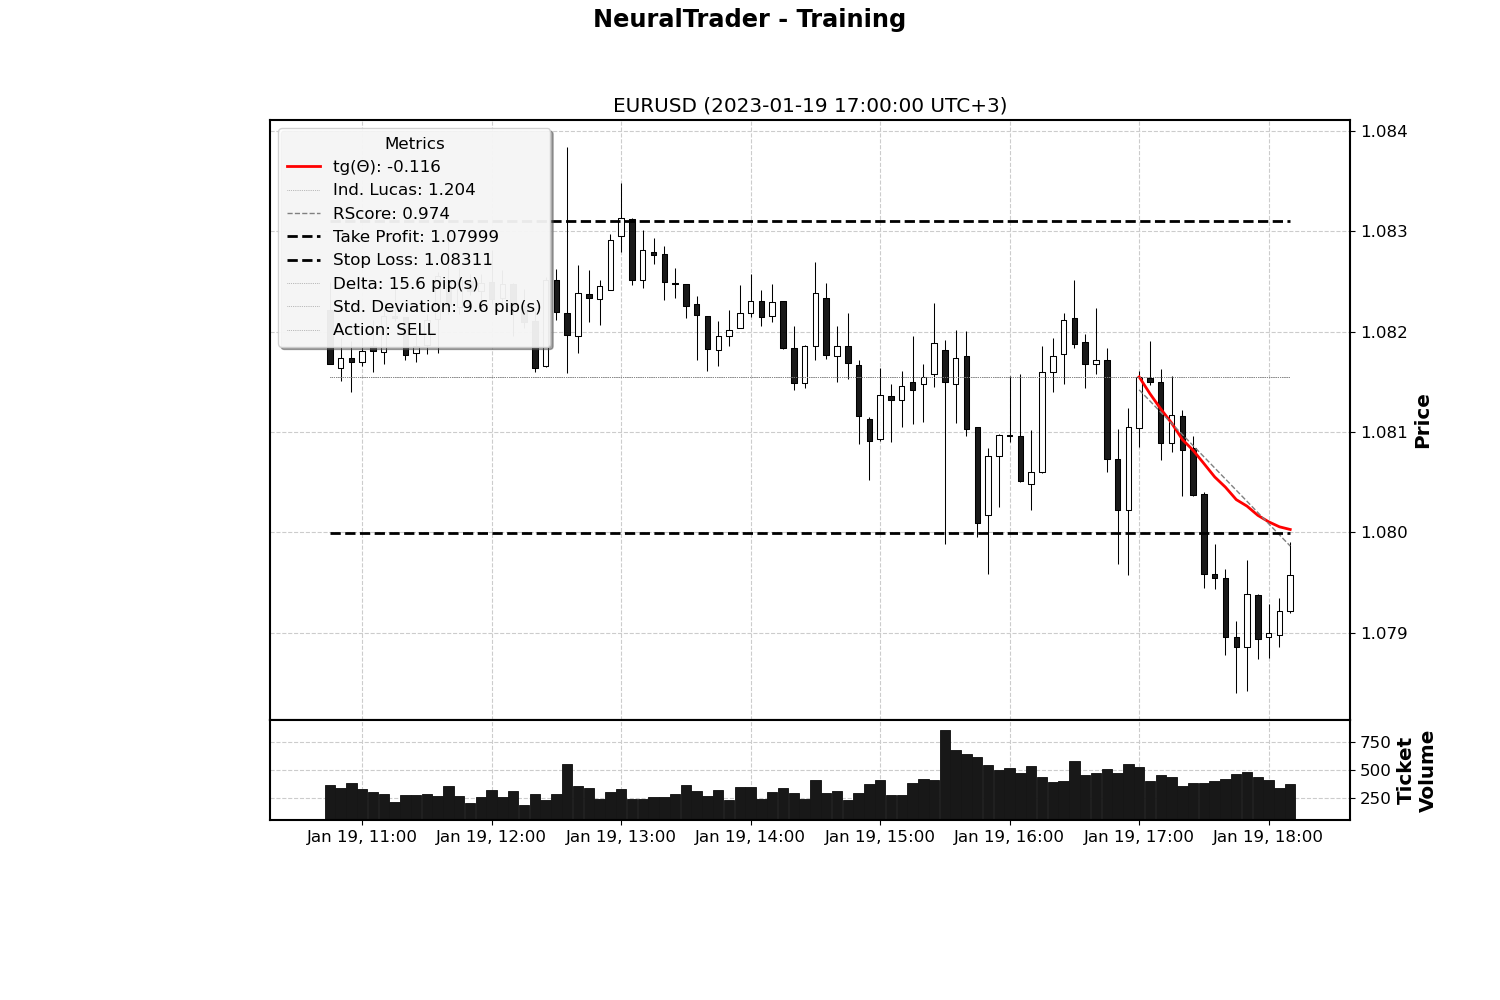 NeuralTrader - Training
EURUSD (2023-01-19 17:00:00 UTC+3)
Metrics
tg(Θ): -0.116
Ind. Lucas: 1.204
RScore: 0.974
Take Profit: 1.07999
Stop Loss: 1.08311
Delta: 15.6 pip(s)
Std. Deviation: 9.6 pip(s)
Action: SELL
1.084
1.083
1.082
1.081
1.080
1.079
Price
750
500
250
Ticket
Volume
Jan 19, 11:00
Jan 19, 12:00
Jan 19, 13:00
Jan 19, 14:00
Jan 19, 15:00
Jan 19, 16:00
Jan 19, 17:00
Jan 19, 18:00